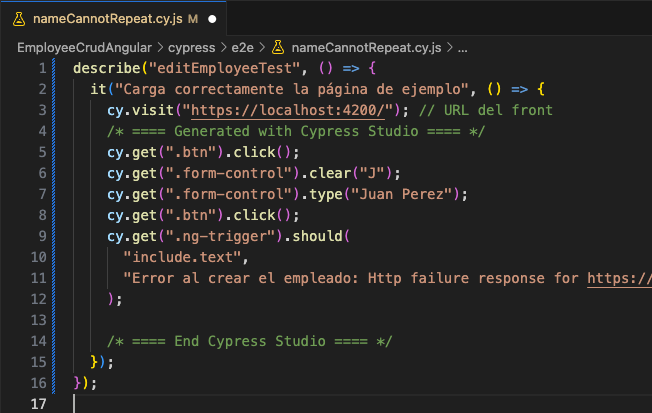 nameCannotRepeat.cy.js M
EmployeeCrudAngular > cypress > e2e > nameCannotRepeat.cy.js > ...
1 describe("editEmployeeTest", () => {
2 it("Carga correctamente la página de ejemplo", () => {
3 cy.visit("https://localhost:4200/"); // URL del front
4 /* ==== Generated with Cypress Studio ==== */
5 cy.get(".btn").click();
6 cy.get(".form-control").clear("J");
7 cy.get(".form-control").type("Juan Perez");
8 cy.get(".btn").click();
9 cy.get(".ng-trigger").should(
10 "include.text",
11 "Error al crear el empleado: Http failure response for https://
12 );
13
14 /* ==== End Cypress Studio ==== */
15 });
16 });
17